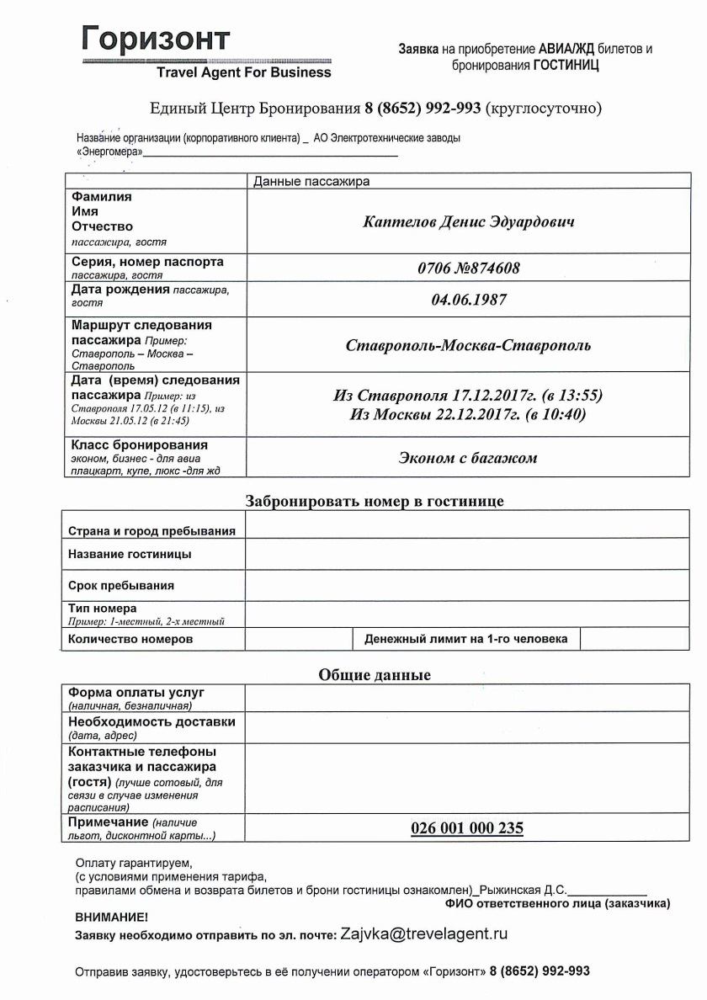 Горизонт
Travel Agent For Business
Заявка на приобретение АВИА/ЖД билетов и
бронирования ГОСТИНИЦ
Единый Центр Бронирования 8 (8652) 992-993 (круглосуточно)
Название организации (корпоративного клиента) _ АО Электротехнические заводы
«Энергомера»
Данные пассажира
Фамилия
Имя
Отчество
пассажира, гостя
Каптелов Денис Эдуардович
Серия, номер паспорта
пассажира, гостя
0706 №874608
Дата рождения пассажира,
гостя
04.06.1987
Маршрут следования
пассажира Пример:
Ставрополь – Москва –
Ставрополь
Ставрополь-Москва-Ставрополь
Дата (время) следования
пассажира Пример: из
Ставрополя 17.05.12 (в 11:15), из
Москвы 21.05.12 (в 21:45)
Из Ставрополя 17.12.2017г. (в 13:55)
Из Москвы 22.12.2017г. (в 10:40)
Класс бронирования
эконом, бизнес - для авиа
плацкарт, купе, люкс -для жд
Эконом с багажом
Забронировать номер в гостинице
Страна и город пребывания
Название гостиницы
Срок пребывания
Тип номера
Пример: 1-местный, 2-х местный
Количество номеров
Денежный лимит на 1-го человека
Общие данные
Форма оплаты услуг
(наличная, безналичная)
Необходимость доставки
(дата, адрес)
Контактные телефоны
заказчика и пассажира
(гостя) (лучше сотовый, для
связи в случае изменения
расписания)
Примечание (наличие
льгот, дисконтной карты...)
026 001 000 235
Оплату гарантируем,
(с условиями применения тарифа,
правилами обмена и возврата билетов и брони гостиницы ознакомлен)_Рыжинская Д.С.
ФИО ответственного лица (заказчика)
ВНИМАНИЕ!
Заявку необходимо отправить по эл. почте: Zajvka@trevelagent.ru
Отправив заявку, удостоверьтесь в её получении оператором «Горизонт» 8 (8652) 992-993